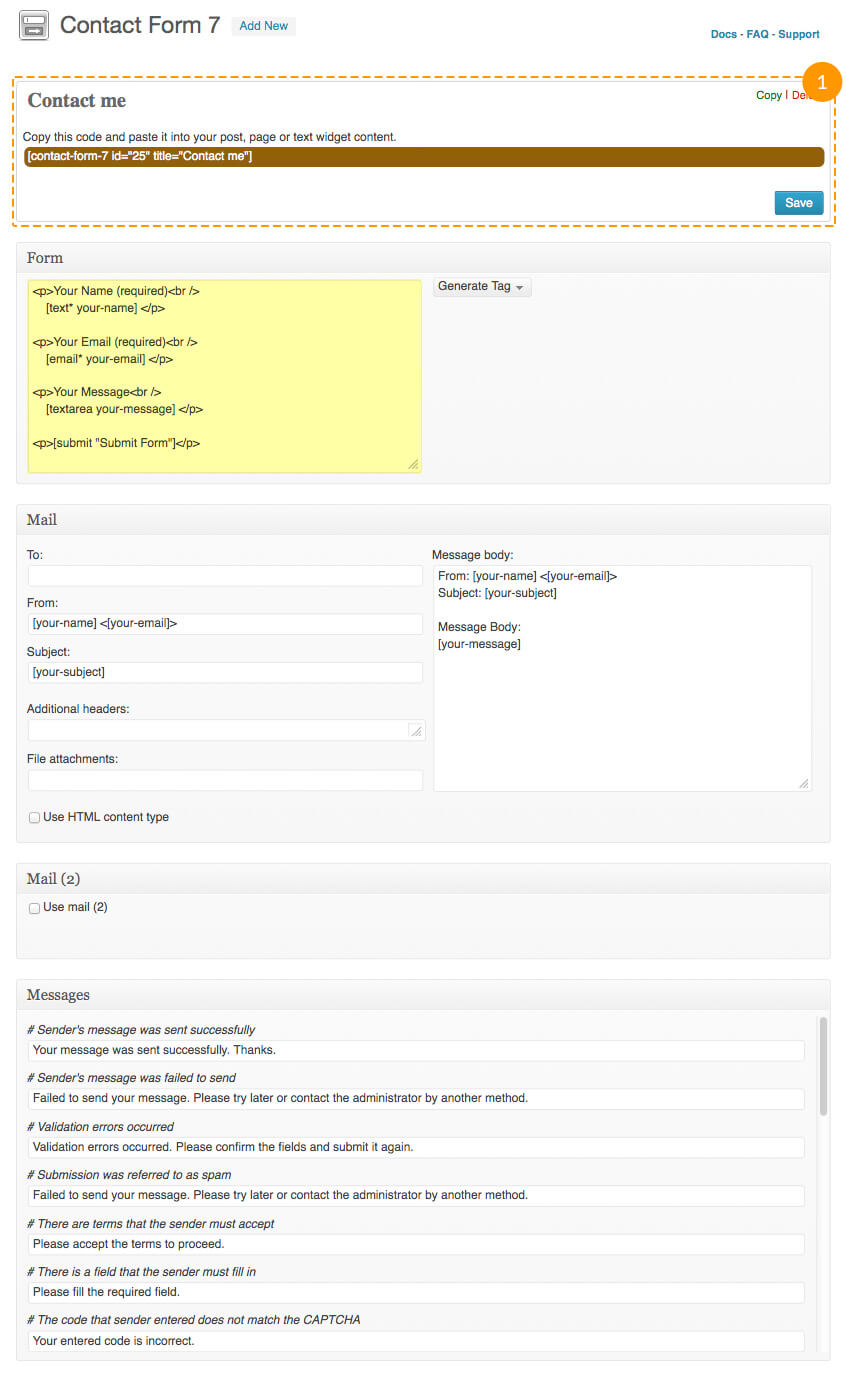 Contact Form 7 Add New
Docs - FAQ - Support
1
Contact me
Copy |
Copy this code and paste it into your post, page or text widget content.
[contact-form-7 id="25" title="Contact me"]
Save
Form
<p>Your Name (required)<br />
[text* your-name] </p>
<p>Your Email (required)<br />
[email* your-email] </p>
<p>Your Message<br />
[textarea your-message] </p>
<p>[submit "Submit Form"]</p>
Generate Tag
Mail
To:
From:
[your-name] <[your-email]>
Subject:
[your-subject]
Additional headers:
File attachments:
Use HTML content type
Message body:
From: [your-name] <[your-email]>
Subject: [your-subject]
Message Body:
[your-message]
Mail (2)
Use mail (2)
Messages
# Sender's message was sent successfully
Your message was sent successfully. Thanks.
# Sender's message was failed to send
Failed to send your message. Please try later or contact the administrator by another method.
# Validation errors occurred
Validation errors occurred. Please confirm the fields and submit it again.
# Submission was referred to as spam
Failed to send your message. Please try later or contact the administrator by another method.
# There are terms that the sender must accept
Please accept the terms to proceed.
# There is a field that the sender must fill in
Please fill the required field.
# The code that sender entered does not match the CAPTCHA
Your entered code is incorrect.